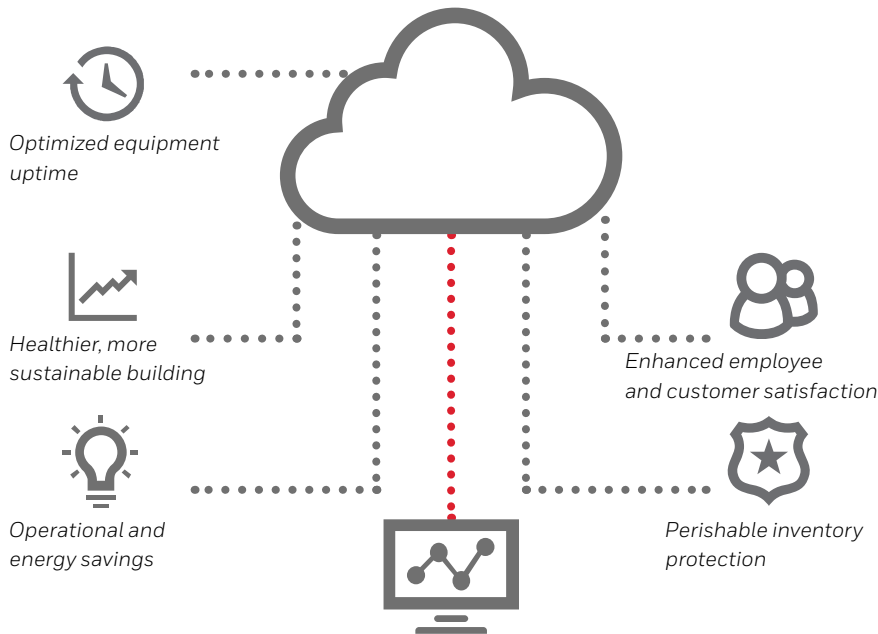 Optimized equipment
uptime
Healthier, more
sustainable building
Operational and
energy savings
Enhanced employee
and customer satisfaction
Perishable inventory
protection